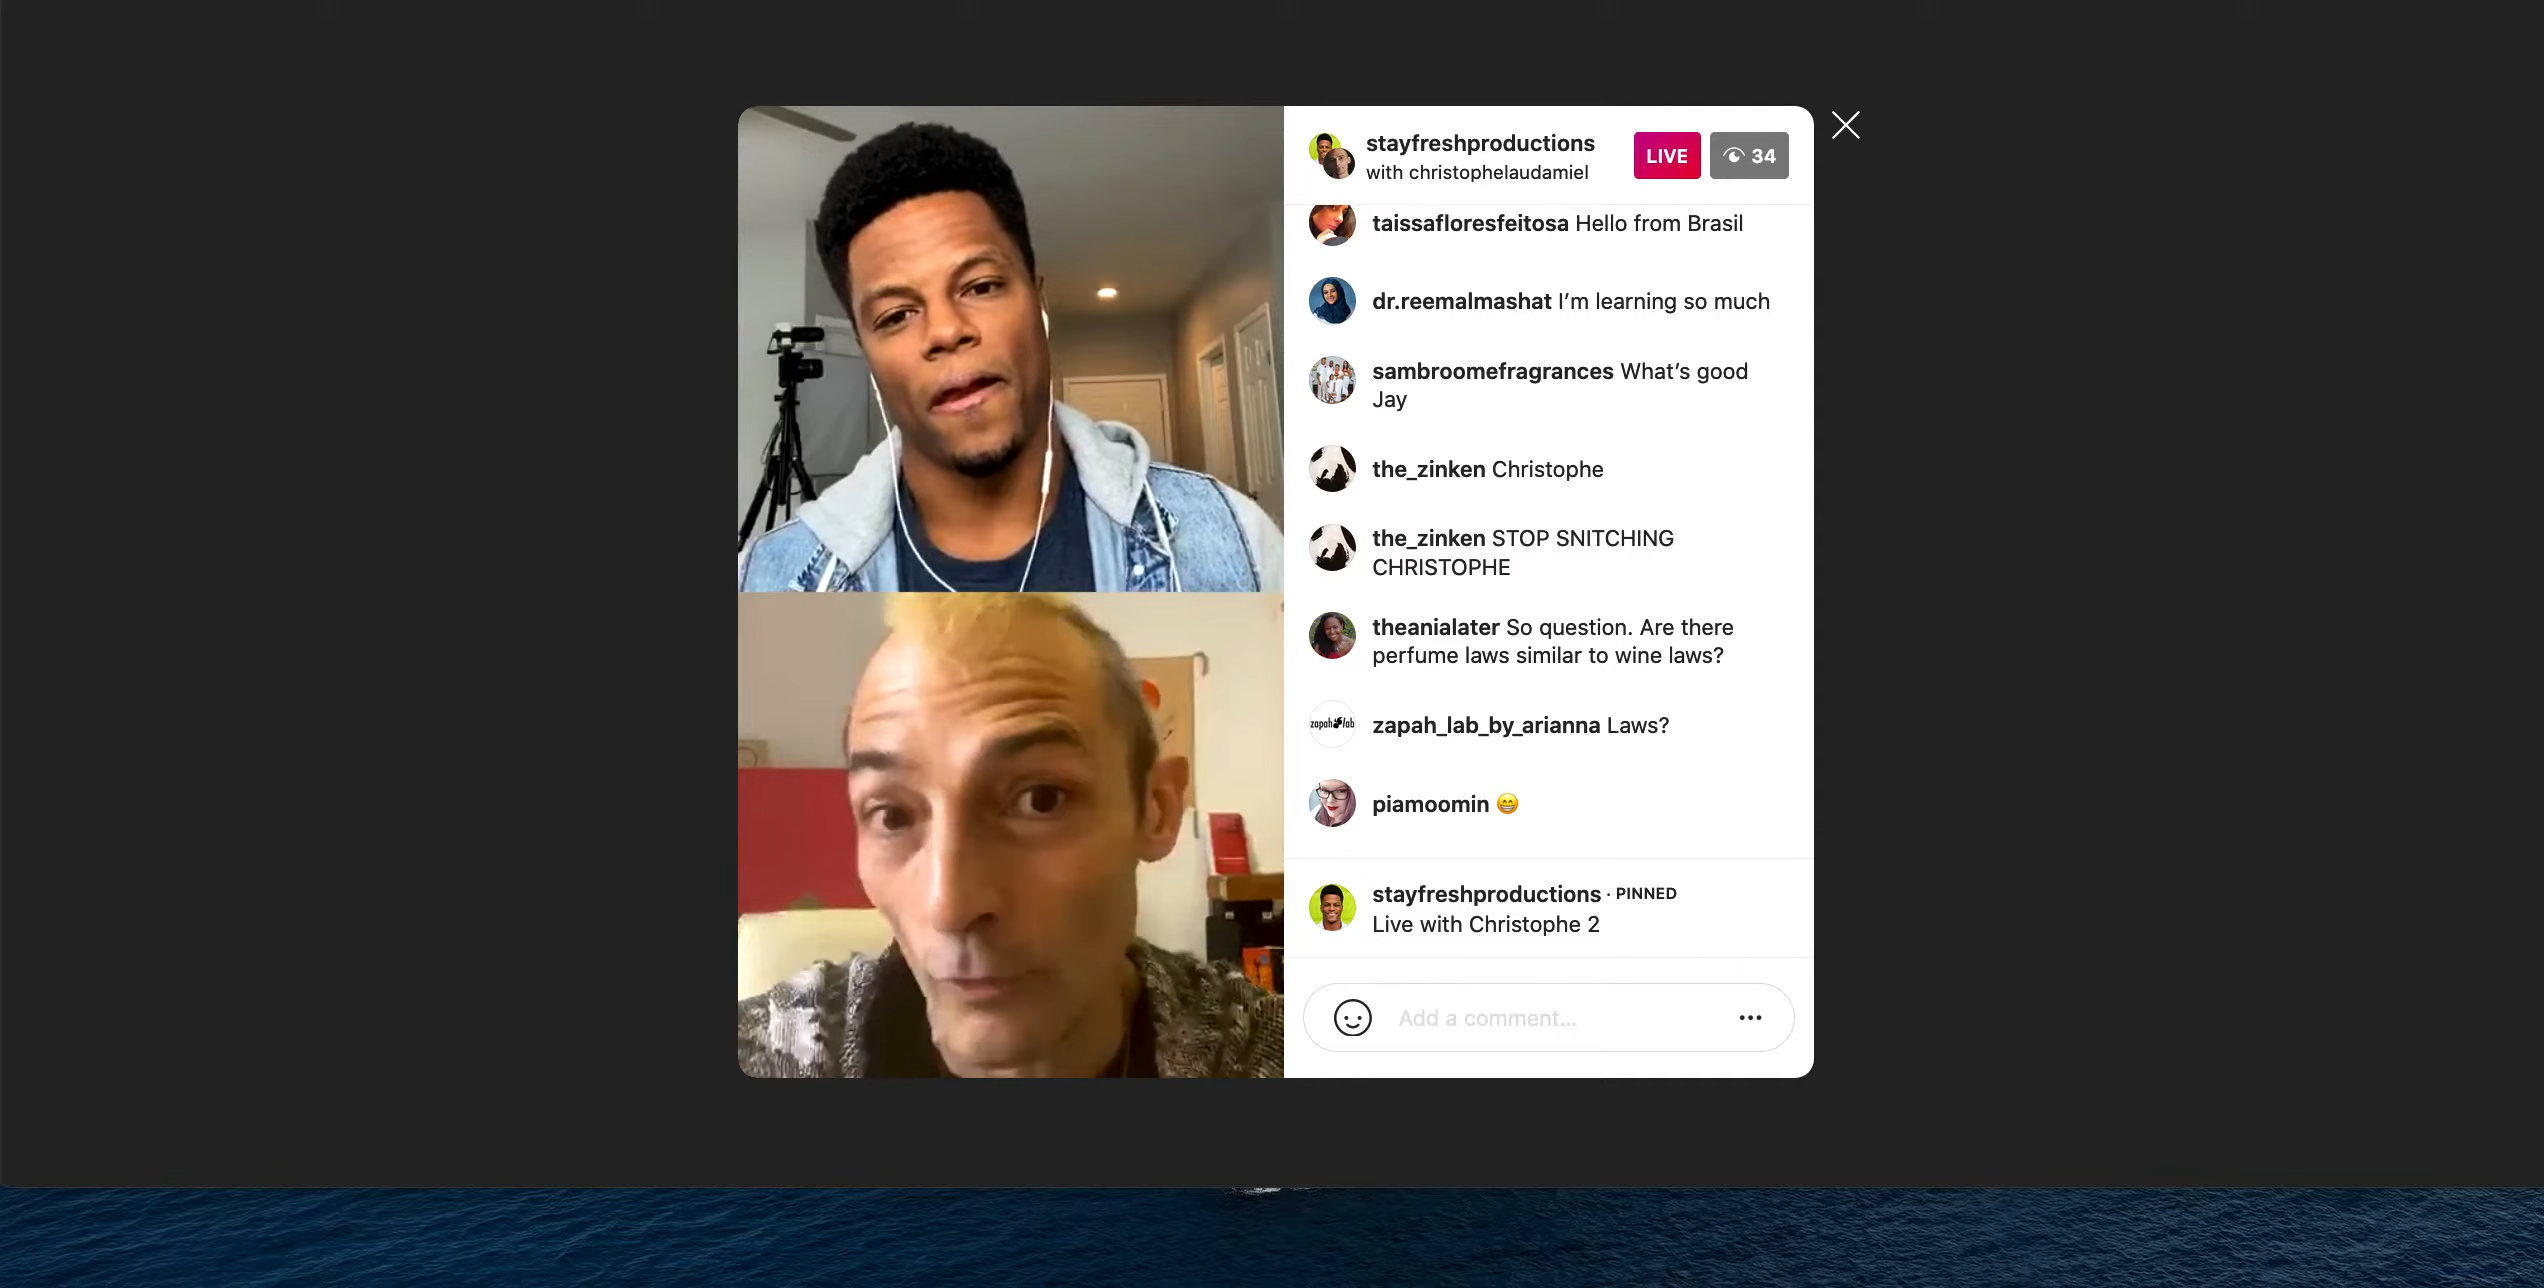 stayfreshproductions
with christophelaudamiel
LIVE
34
taissafloresfeitosa Hello from Brasil
dr.reemalmashat I'm learning so much
sambroomefragrances What's good
Jay
the_zinken Christophe
the_zinken STOP SNITCHING
CHRISTOPHE
theanialater So question. Are there
perfume laws similar to wine laws?
zapah lab
zapah_lab_by_arianna Laws?
piamoomin 😁
stayfreshproductions · PINNED
Live with Christophe 2
Add a comment...